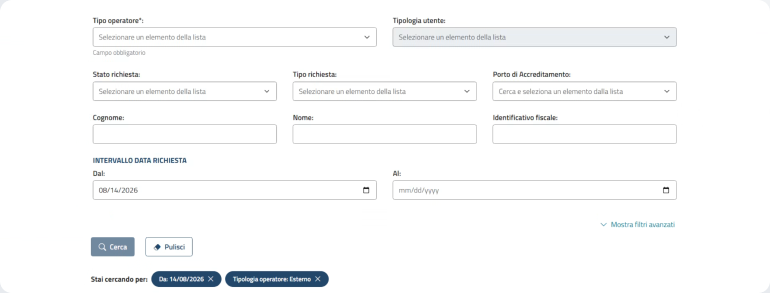 Tipo operatore*: Tipologia utente:
Selezionare un elemento della lista Selezionare un elemento della lista
Campo obbligatorio
Stato richiesta: Tipo richiesta: Porto di Accreditamento:
Selezionare un elemento della lista Selezionare un elemento della lista Cerca e seleziona un elemento dalla lista
Cognome: Nome: Identificativo fiscale:
INTERVALLO DATA RICHIESTA
Dal: Al:
08/14/2026 mm/dd/yyyy
Mostra filtri avanzati
Cerca Pulisci
Stai cercando per: Da: 14/08/2026 Tipologia operatore: Esterno